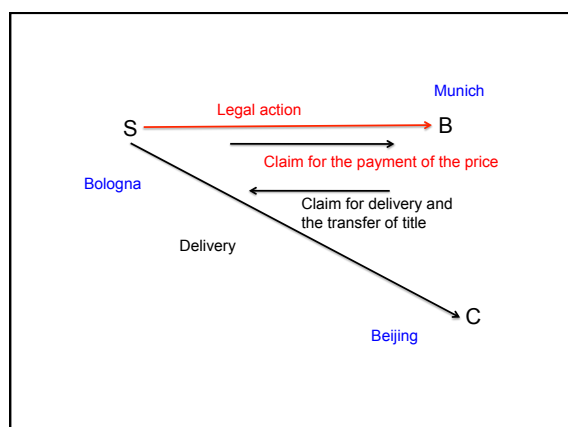 Munich
Legal action
S
B
Claim for the payment of the price
Bologna
Claim for delivery and
the transfer of title
Delivery
C
Beijing